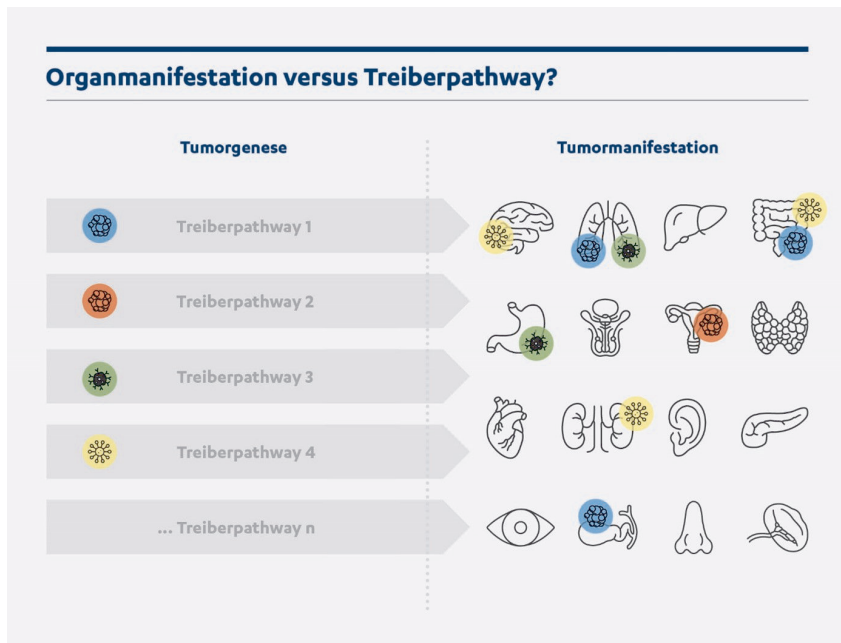 Organmanifestation versus Treiberpathway?
Tumorgenese
Tumormanifestation
Treiberpathway 1
Treiberpathway 2
Treiberpathway 3
Treiberpathway 4
... Treiberpathway n